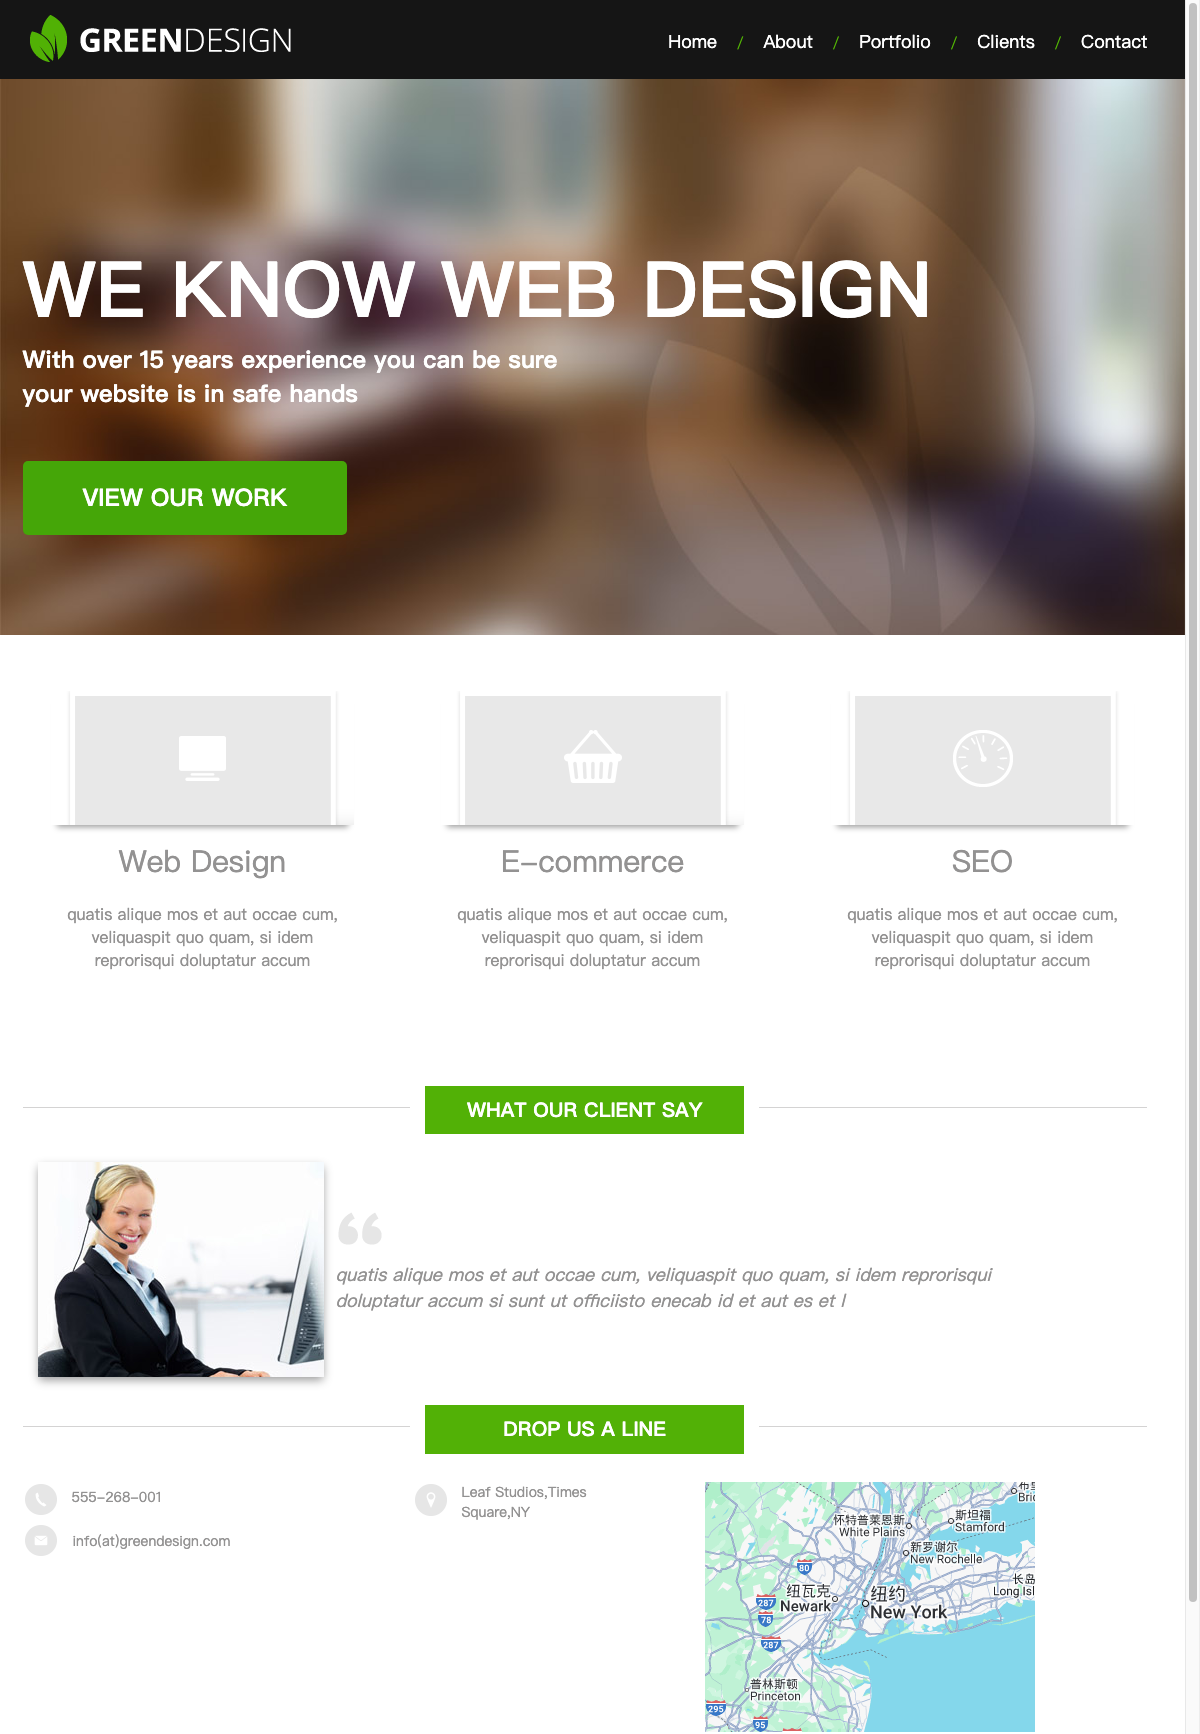 GREENDESIGN
Home / About / Portfolio / Clients / Contact
WE KNOW WEB DESIGN
With over 15 years experience you can be sure
your website is in safe hands
VIEW OUR WORK
Web Design
quatis alique mos et aut occae cum,
veliquaspit quo quam, si idem
reprorisqui doluptatur accum
E-commerce
quatis alique mos et aut occae cum,
veliquaspit quo quam, si idem
reprorisqui doluptatur accum
SEO
quatis alique mos et aut occae cum,
veliquaspit quo quam, si idem
reprorisqui doluptatur accum
WHAT OUR CLIENT SAY
“
quatis alique mos et aut occae cum, veliquaspit quo quam, si idem reprorisqui
doluptatur accum si sunt ut officiisto enecab id et aut es et l
DROP US A LINE
555-268-001
info(at)greendesign.com
Leaf Studios,Times
Square,NY
怀特普莱恩斯
White Plains
斯坦福
Stamford
新罗谢尔
New Rochelle
80
长岛
纽瓦克
Newark
纽约
New York
287
78
287
普林斯顿
Princeton
295
95